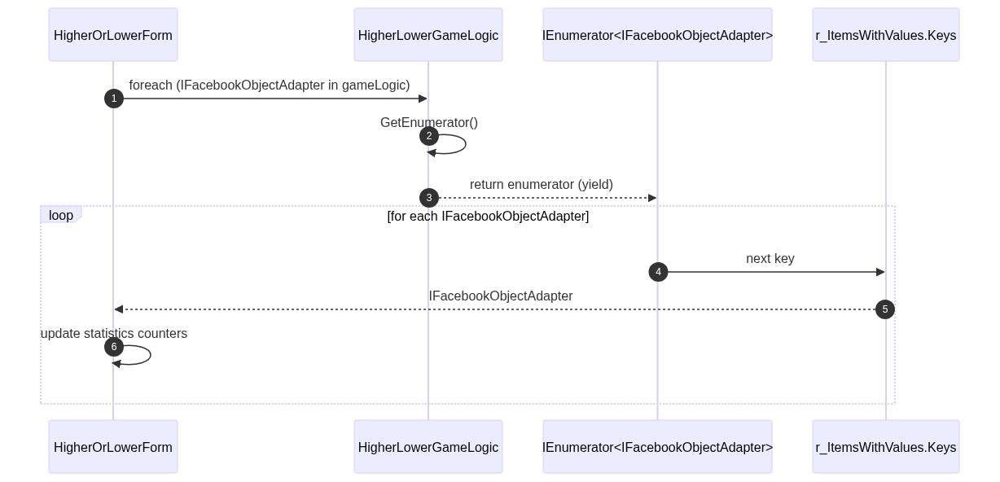 HigherOrLowerForm
HigherLowerGameLogic
IEnumerator<IFacebookObjectAdapter>
r_ItemsWithValues.Keys
foreach (IFacebookObjectAdapter in gameLogic)
1
GetEnumerator()
2
return enumerator (yield)
3
loop
[for each IFacebookObjectAdapter]
next key
4
IFacebookObjectAdapter
5
update statistics counters
6
HigherOrLowerForm
HigherLowerGameLogic
IEnumerator<IFacebookObjectAdapter>
r_ItemsWithValues.Keys